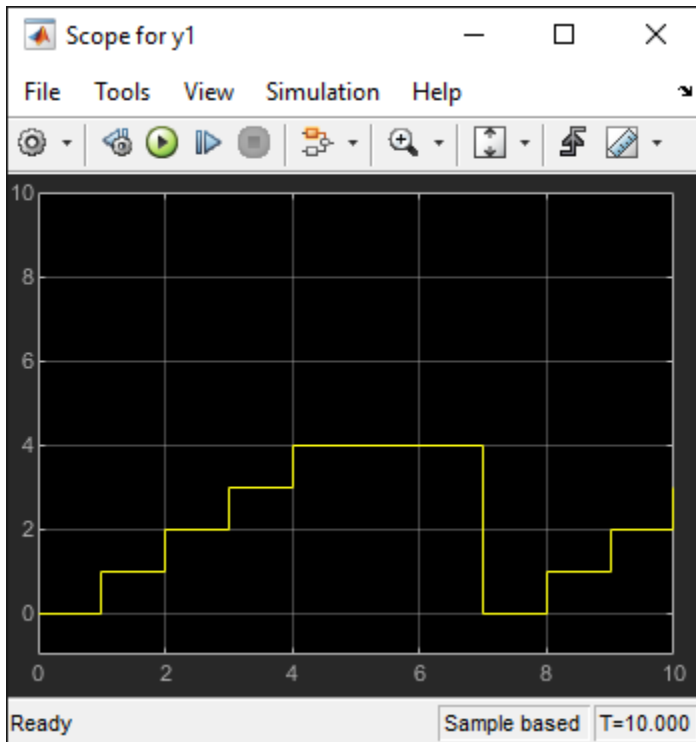 Scope for y1
File Tools View Simulation Help
10
8
6
4
2
0
0 2 4 6 8 10
Ready Sample based T=10.000